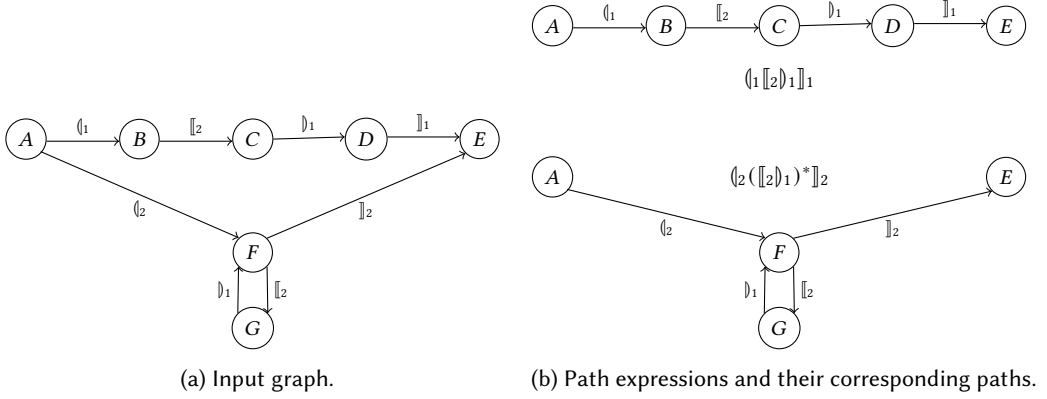 A ⦇₁ B ⟦₂ C ⦈₁ D ⟧₁ E
⦇₂ ⟧₂
F
⦈₁ ⟦₂
G
(a) Input graph.
A ⦇₁ B ⟦₂ C ⦈₁ D ⟧₁ E
⦇₁⟦₂⦈₁⟧₁
A ⦇₂(⟦₂⦈₁)*⟧₂ E
⦇₂ ⟧₂
F
⦈₁ ⟦₂
G
(b) Path expressions and their corresponding paths.